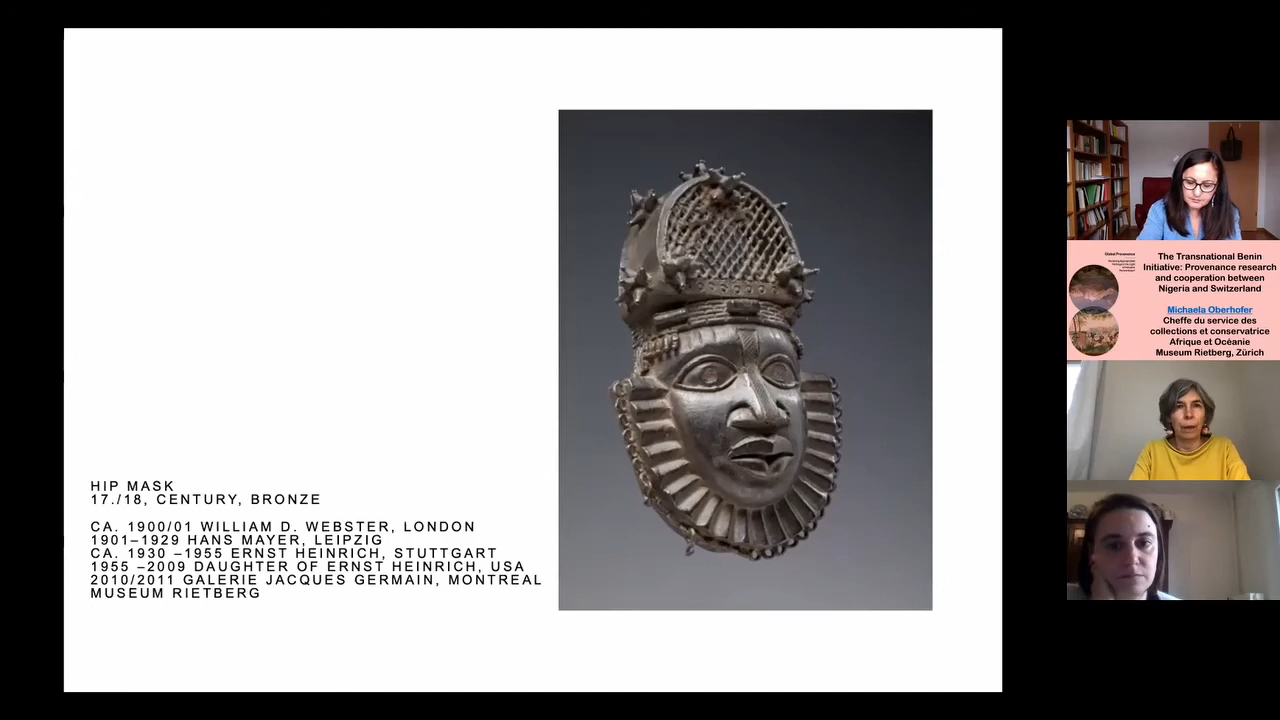 HIP MASK
17./18, CENTURY, BRONZE
CA. 1900/01 WILLIAM D. WEBSTER, LONDON
1901–1929 HANS MAYER, LEIPZIG
CA. 1930 –1955 ERNST HEINRICH, STUTTGART
1955 –2009 DAUGHTER OF ERNST HEINRICH, USA
2010/2011 GALERIE JACQUES GERMAIN, MONTREAL
MUSEUM RIETBERG
Global Provenance
The Transnational Benin
Initiative: Provenance research
and cooperation between
Nigeria and Switzerland
Michaela Oberhofer
Cheffe du service des
collections et conservatrice
Afrique et Océanie
Museum Rietberg, Zürich